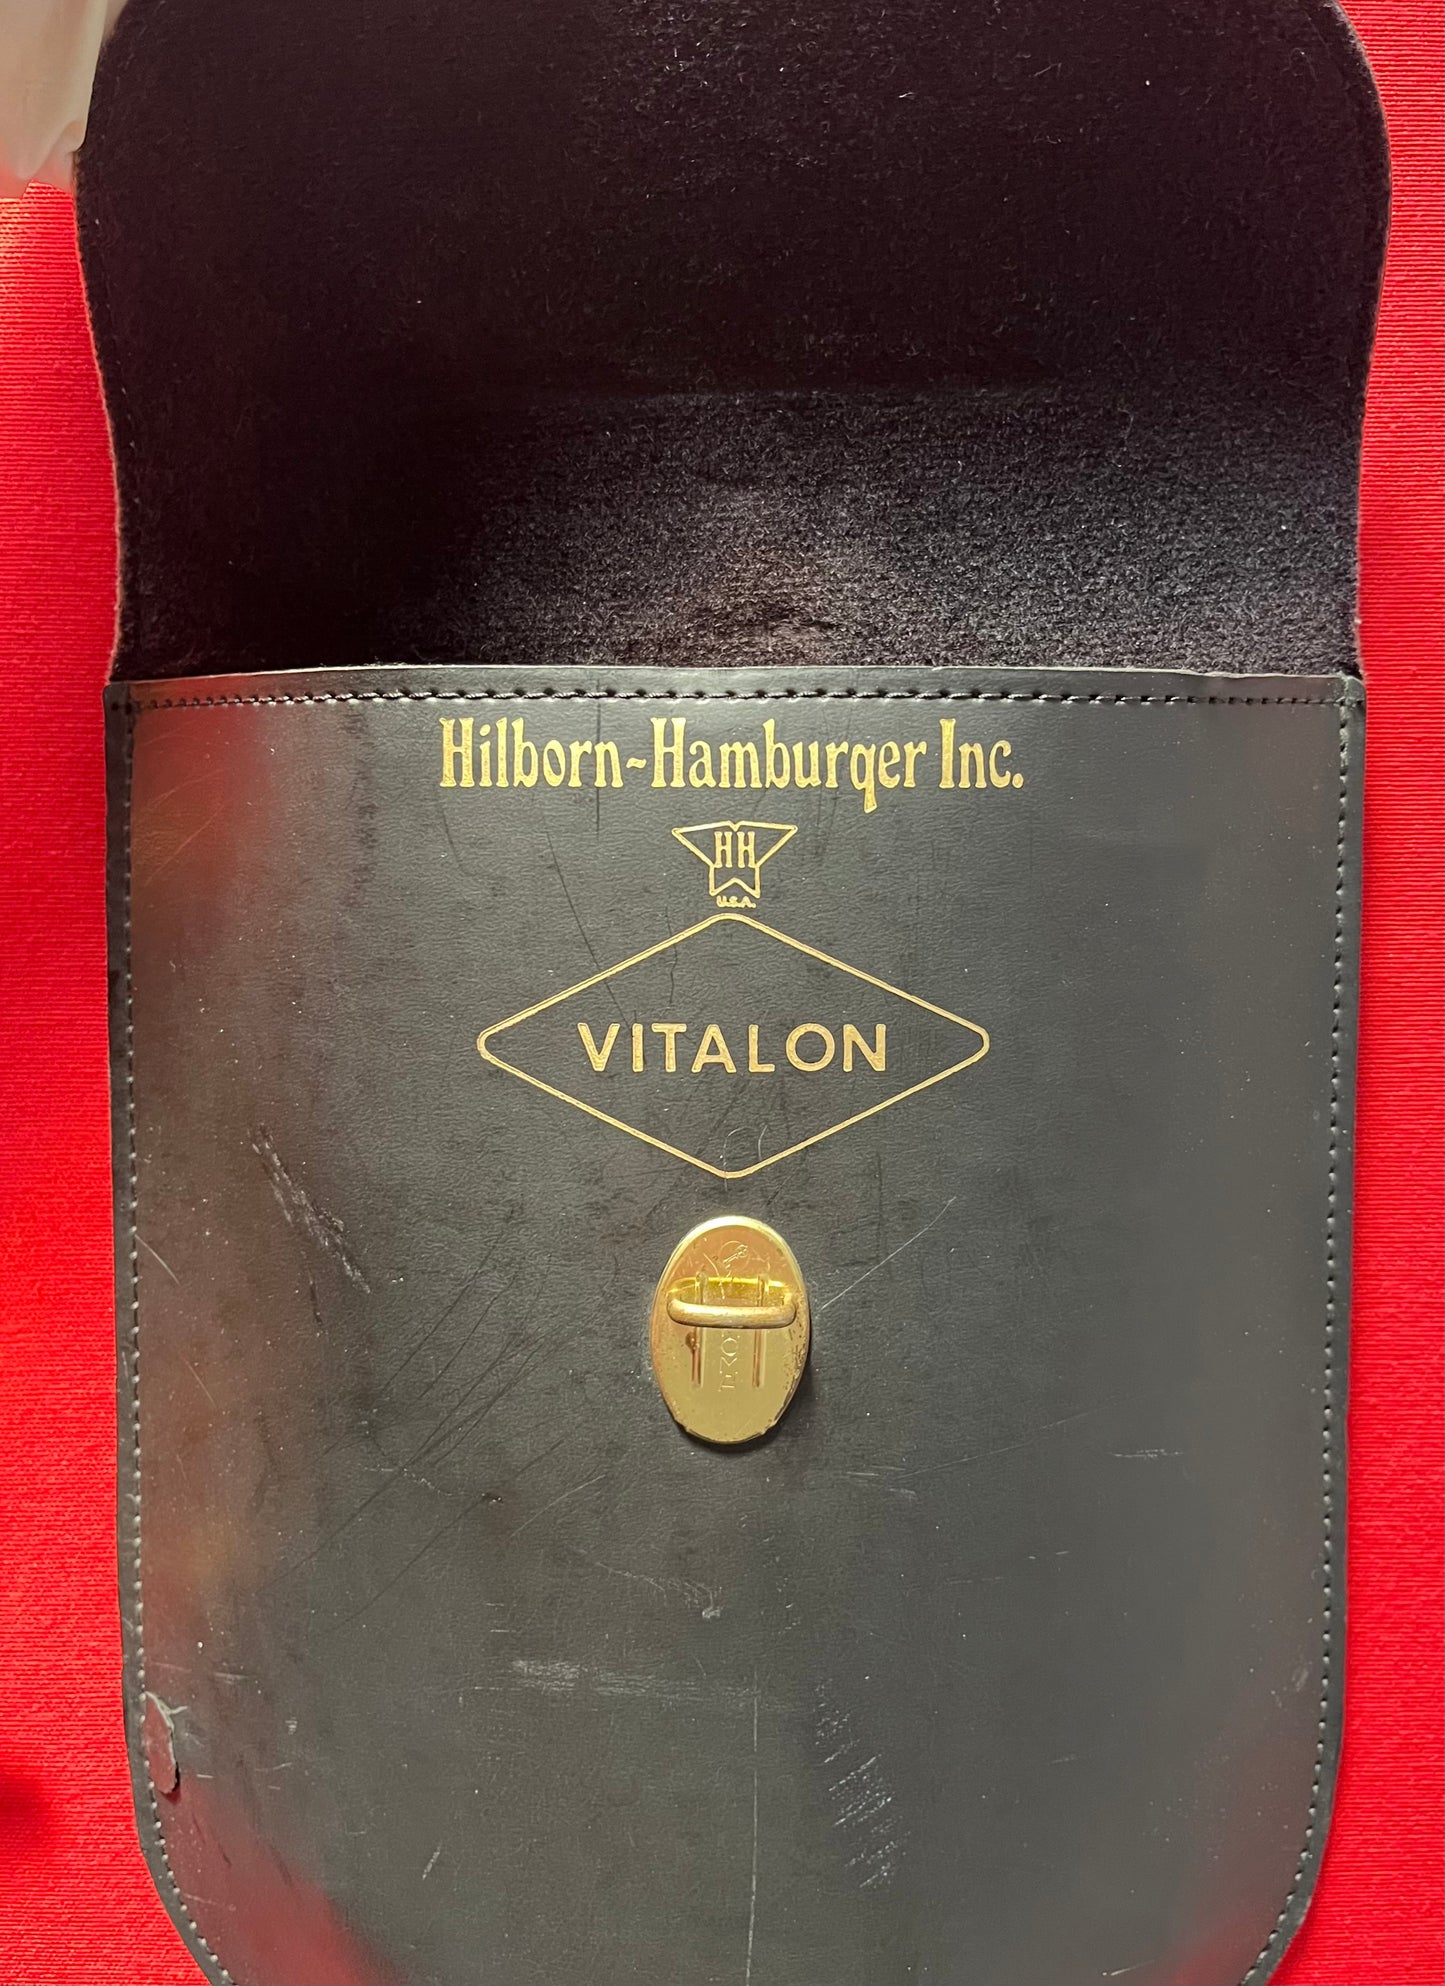 Hilborn-Hamburger Inc.
HH
U.S.A.
VITALON